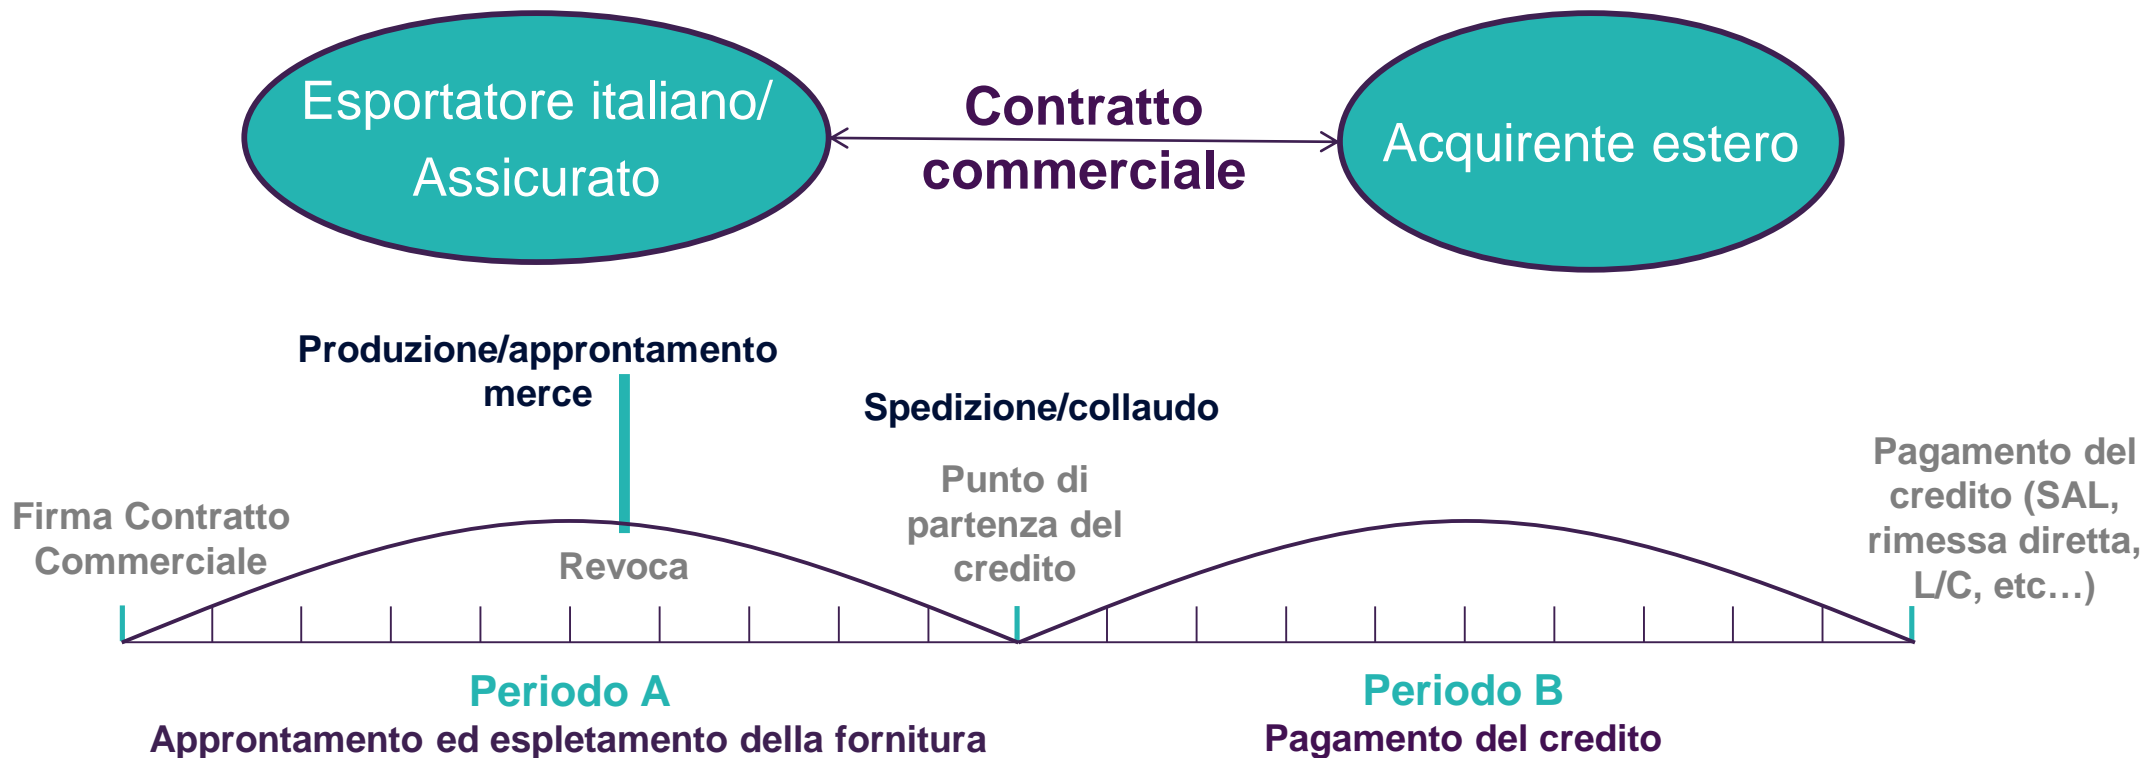 Esportatore italiano/
Assicurato
Contratto
commerciale
Acquirente estero
Produzione/approntamento
merce
Spedizione/collaudo
Firma Contratto
Commerciale
Revoca
Punto di
partenza del
credito
Pagamento del
credito (SAL,
rimessa diretta,
L/C, etc…)
Periodo A
Approntamento ed espletamento della fornitura
Periodo B
Pagamento del credito